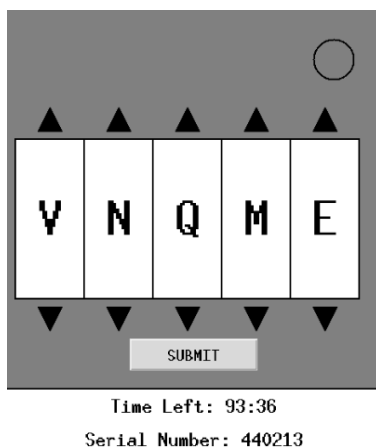 V N Q M E
SUBMIT
Time Left: 93:36
Serial Number: 440213